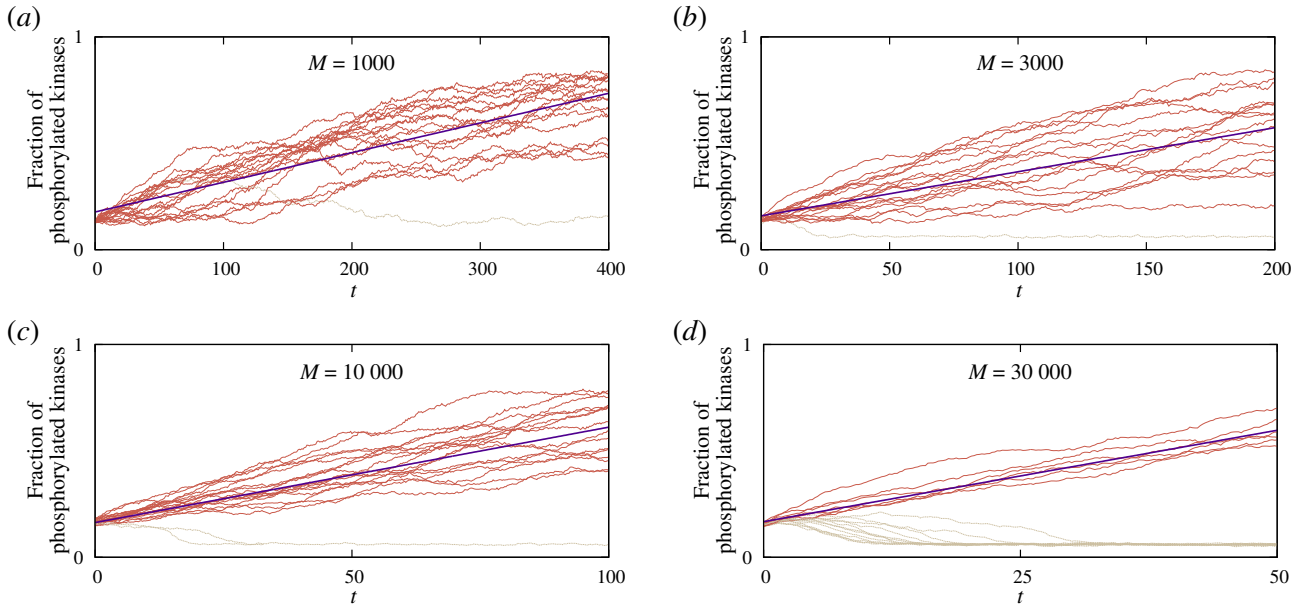 (a)
Fraction of
phosphorylated kinases
1
0
M = 1000
0 100 200 300 400
t
(b)
Fraction of
phosphorylated kinases
1
0
M = 3000
0 50 100 150 200
t
(c)
Fraction of
phosphorylated kinases
1
0
M = 10 000
0 50 100
t
(d)
Fraction of
phosphorylated kinases
1
0
M = 30 000
0 25 50
t